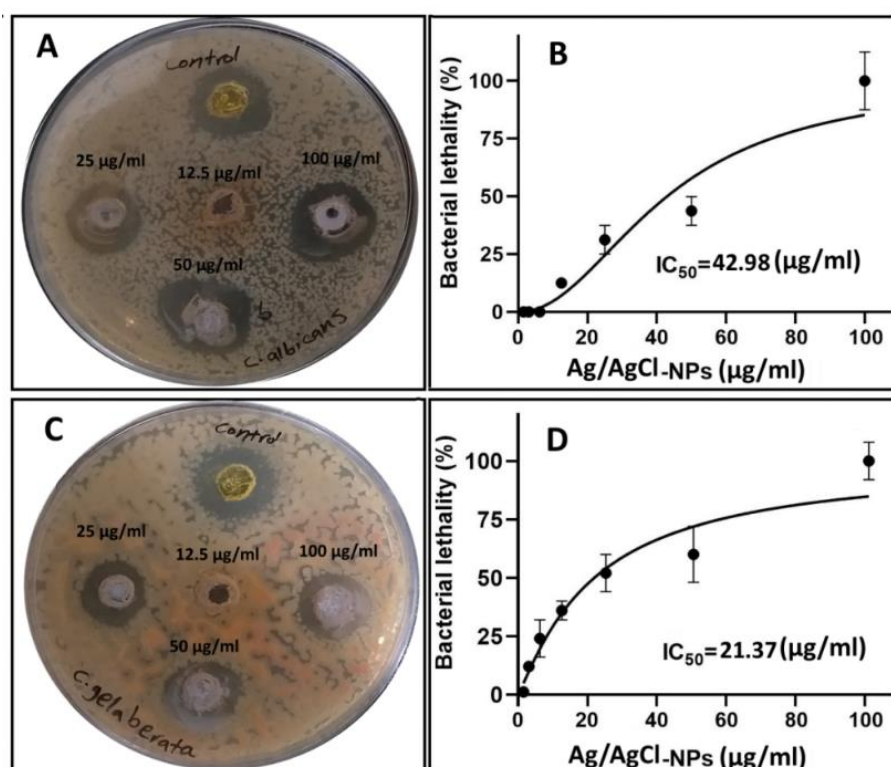 A
control
25 µg/ml
12.5 µg/ml
100 µg/ml
50 µg/ml
b
c.albicans
B
Bacterial lethality (%)
100
75
50
25
0
0 20 40 60 80 100
IC50=42.98 (µg/ml)
Ag/AgCl-NPs (µg/ml)
C
control
25 µg/ml
12.5 µg/ml
100 µg/ml
50 µg/ml
c.gelaberata
D
Bacterial lethality (%)
100
75
50
25
0
0 20 40 60 80 100
IC50=21.37 (µg/ml)
Ag/AgCl-NPs (µg/ml)